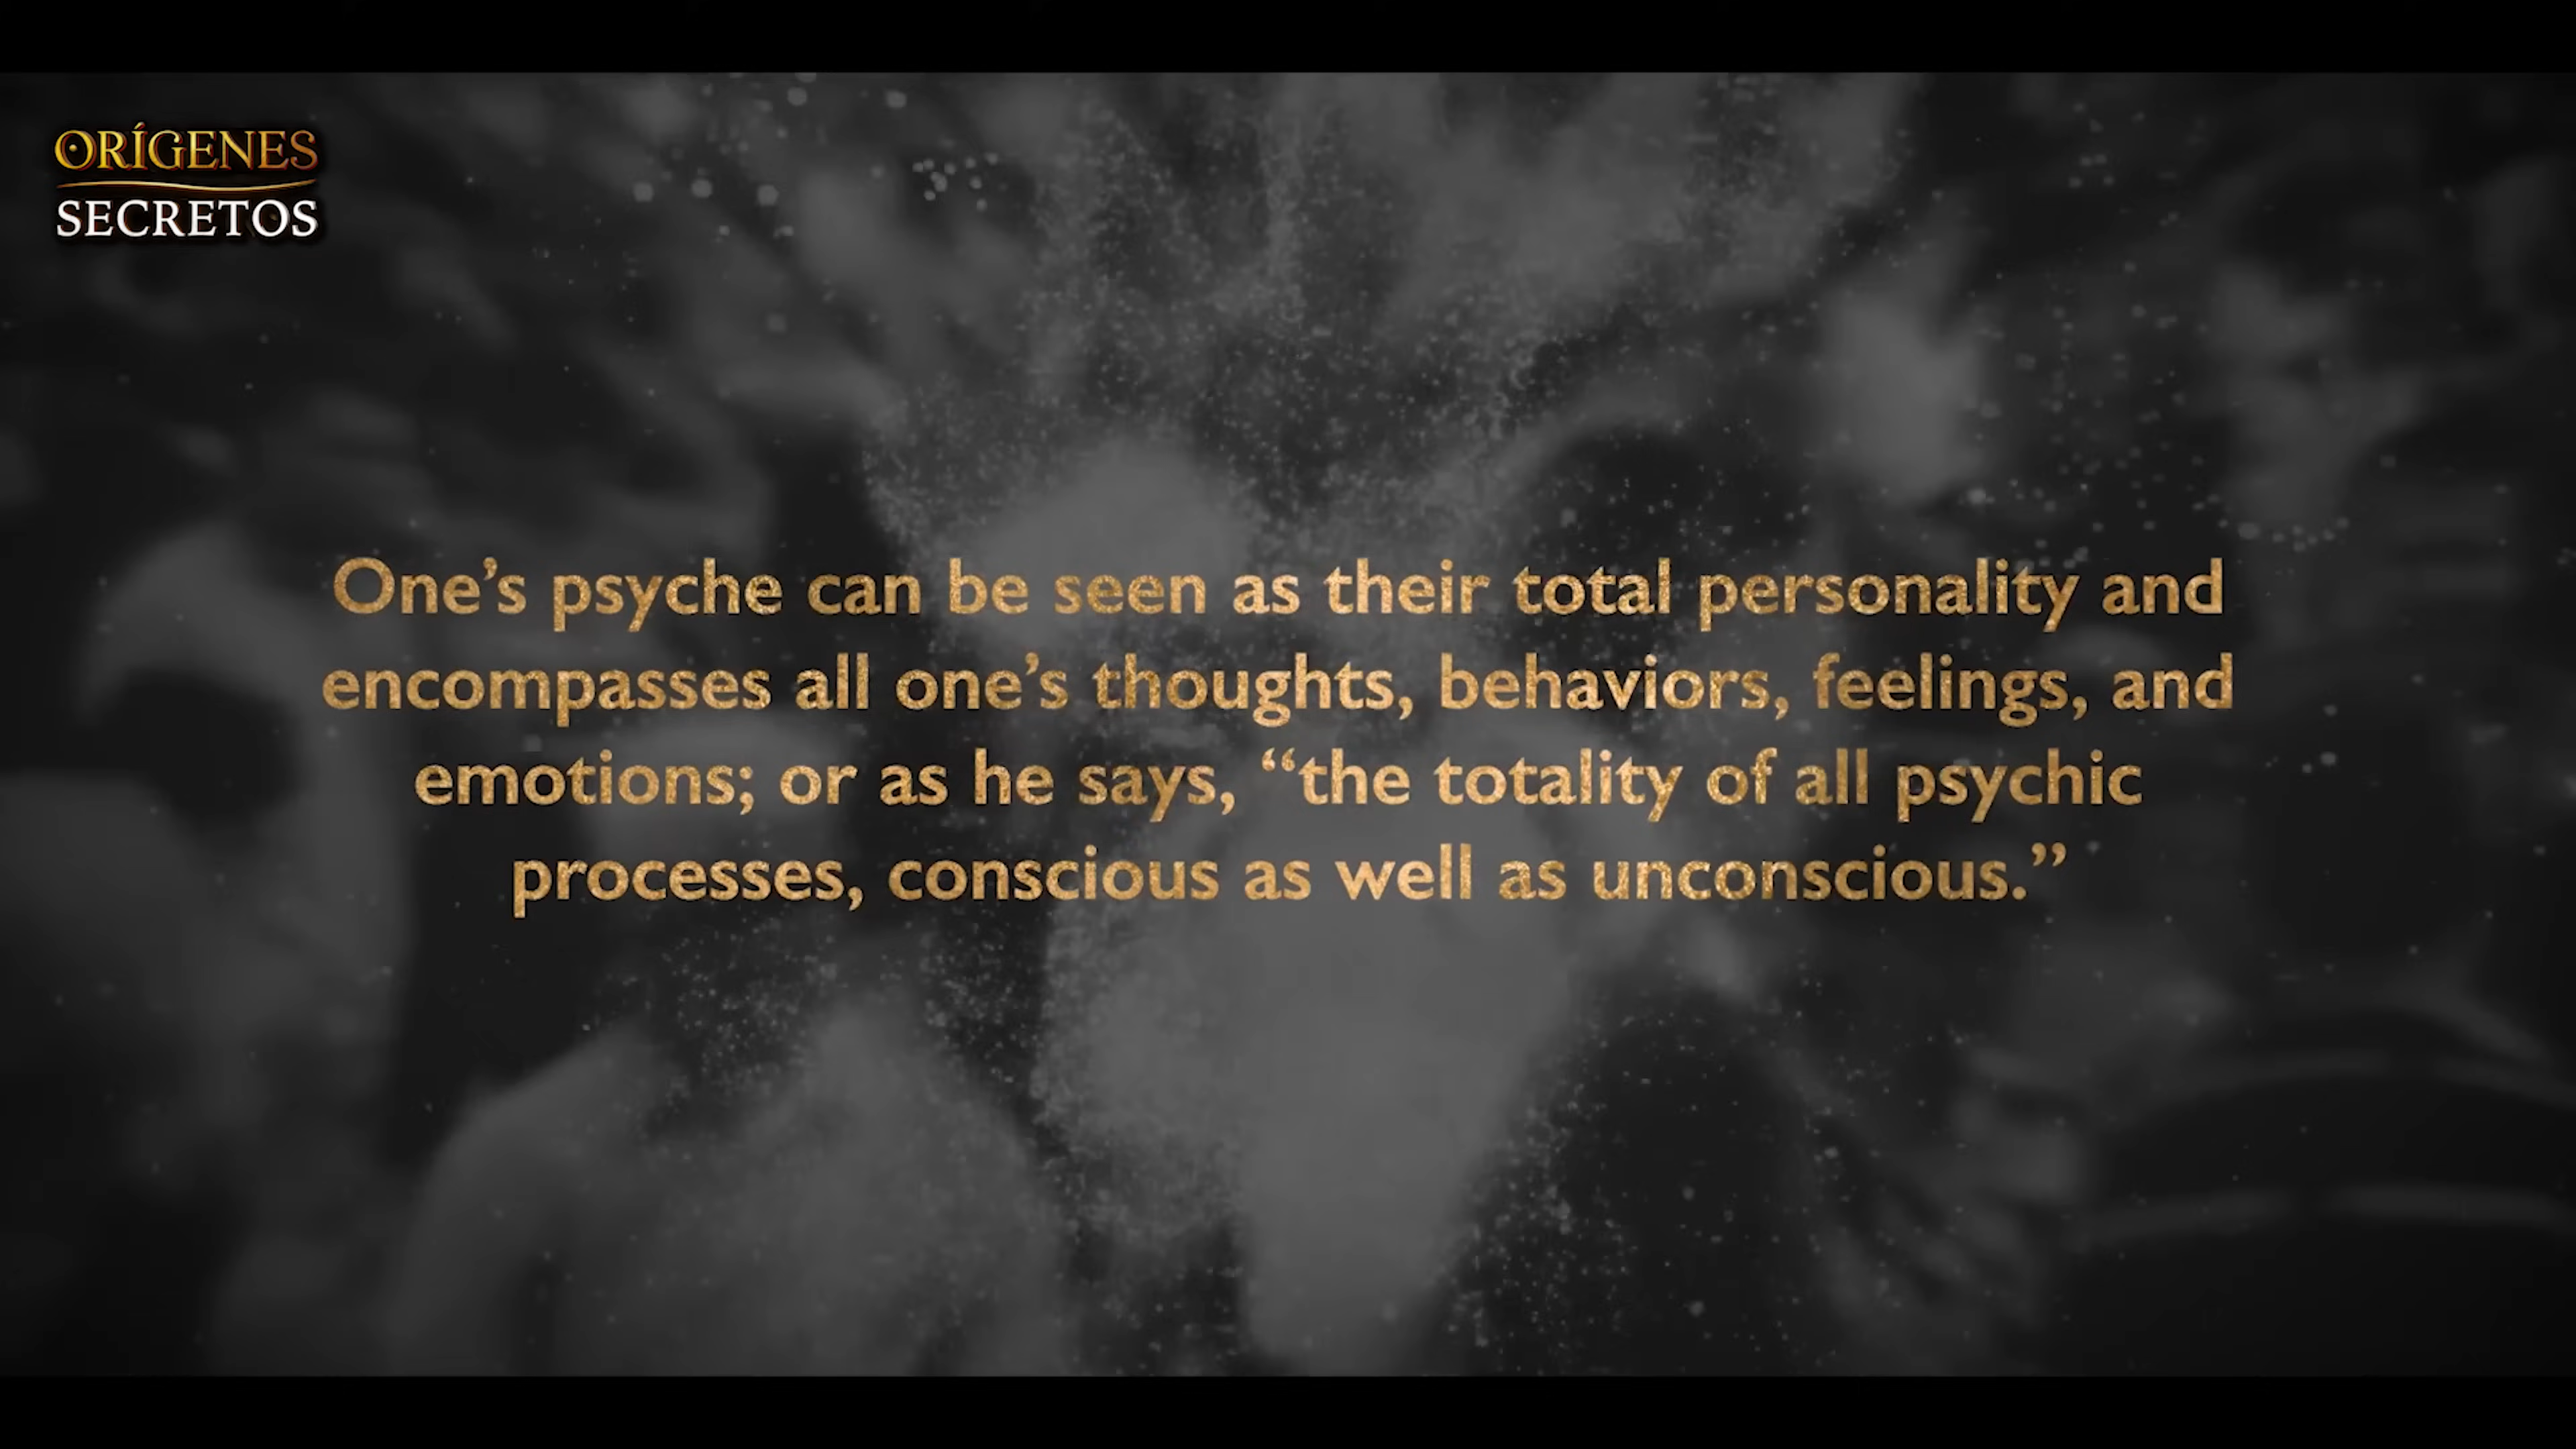 ORÍGENES
SECRETOS
One’s psyche can be seen as their total personality and
encompasses all one’s thoughts, behaviors, feelings, and
emotions; or as he says, “the totality of all psychic
processes, conscious as well as unconscious.”